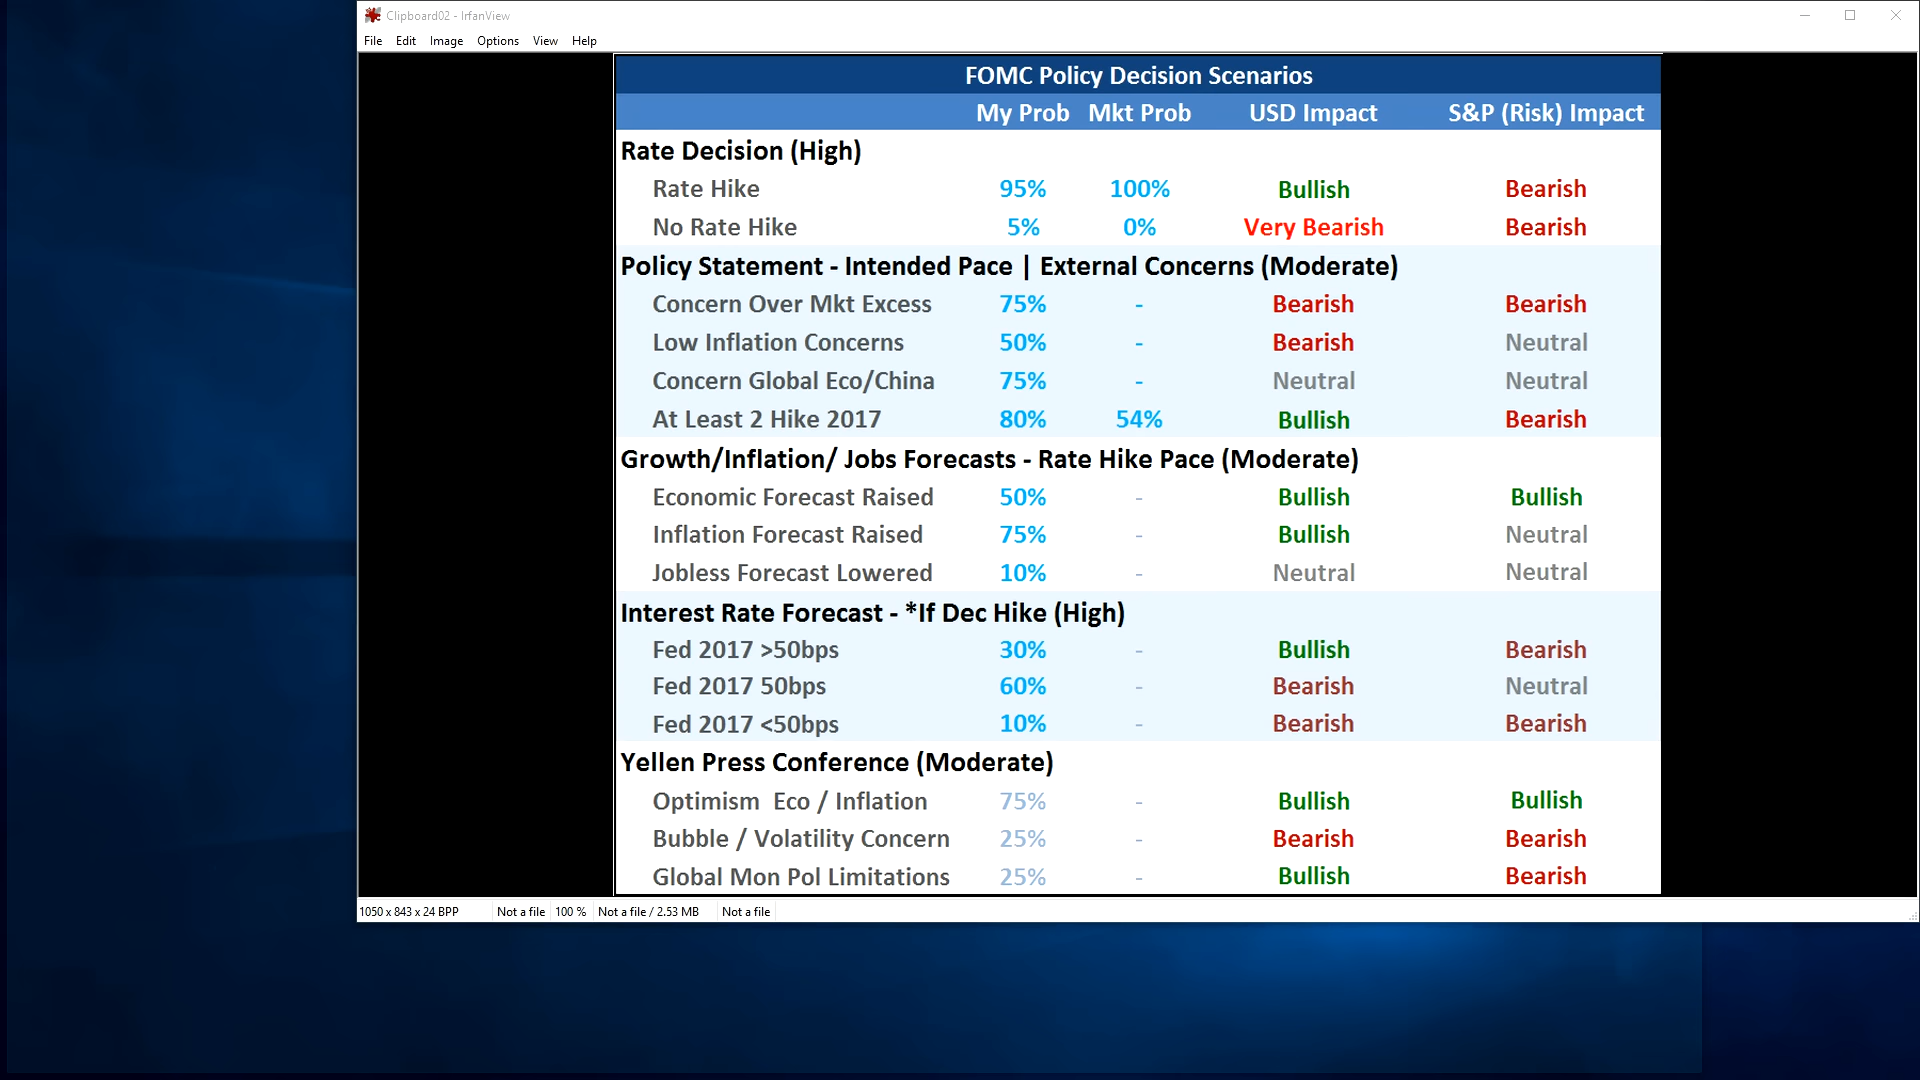 Clipboard02 - IrfanView
File Edit Image Options View Help
FOMC Policy Decision Scenarios
My Prob Mkt Prob USD Impact S&P (Risk) Impact
Rate Decision (High)
Rate Hike 95% 100% Bullish Bearish
No Rate Hike 5% 0% Very Bearish Bearish
Policy Statement - Intended Pace | External Concerns (Moderate)
Concern Over Mkt Excess 75% - Bearish Bearish
Low Inflation Concerns 50% - Bearish Neutral
Concern Global Eco/China 75% - Neutral Neutral
At Least 2 Hike 2017 80% 54% Bullish Bearish
Growth/Inflation/ Jobs Forecasts - Rate Hike Pace (Moderate)
Economic Forecast Raised 50% - Bullish Bullish
Inflation Forecast Raised 75% - Bullish Neutral
Jobless Forecast Lowered 10% - Neutral Neutral
Interest Rate Forecast - *If Dec Hike (High)
Fed 2017 >50bps 30% - Bullish Bearish
Fed 2017 50bps 60% - Bearish Neutral
Fed 2017 <50bps 10% - Bearish Bearish
Yellen Press Conference (Moderate)
Optimism  Eco / Inflation 75% - Bullish Bullish
Bubble / Volatility Concern 25% - Bearish Bearish
Global Mon Pol Limitations 25% - Bullish Bearish
1050 x 843 x 24 BPP Not a file 100 % Not a file / 2.53 MB Not a file